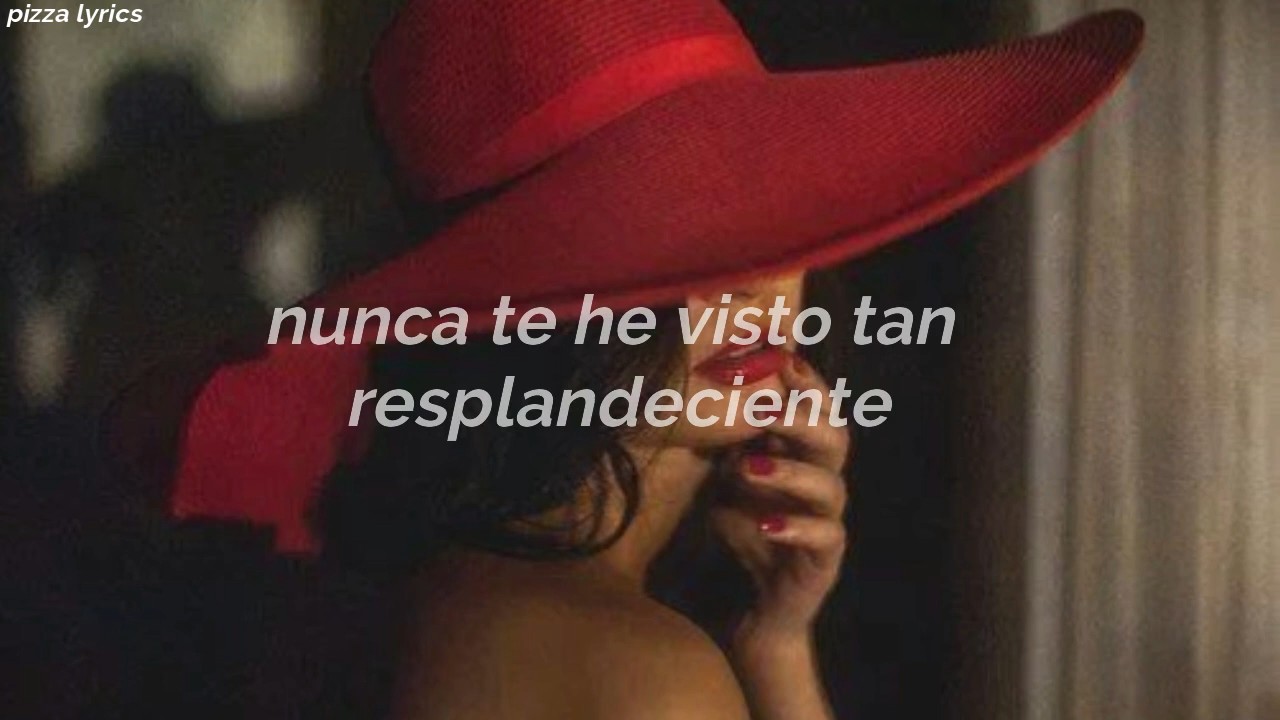 pizza lyrics
nunca te he visto tan
resplandeciente